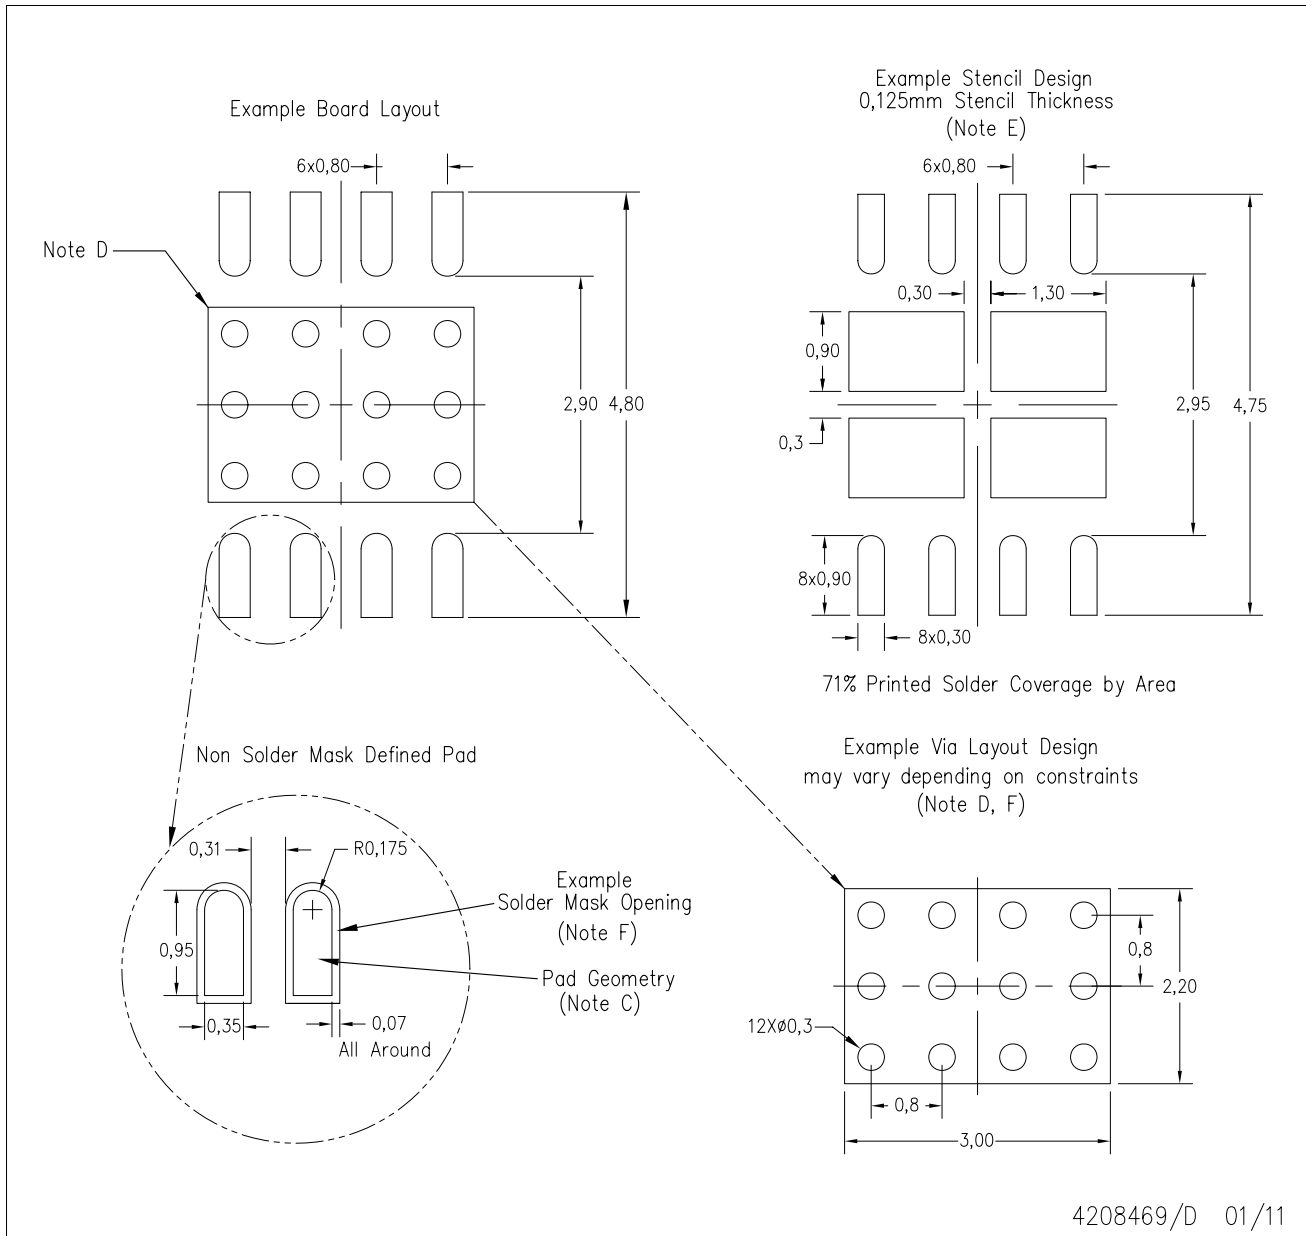 Example Board Layout
6x0,80
Note D
2,90
4,80
Example Stencil Design
0,125mm Stencil Thickness
(Note E)
6x0,80
0,30
1,30
0,90
0,3
2,95
4,75
8x0,90
8x0,30
71% Printed Solder Coverage by Area
Non Solder Mask Defined Pad
0,31
R0,175
0,95
0,35
0,07
All Around
Example
Solder Mask Opening
(Note F)
Pad Geometry
(Note C)
Example Via Layout Design
may vary depending on constraints
(Note D, F)
0,8
2,20
12XØ0,3
0,8
3,00
4208469/D 01/11